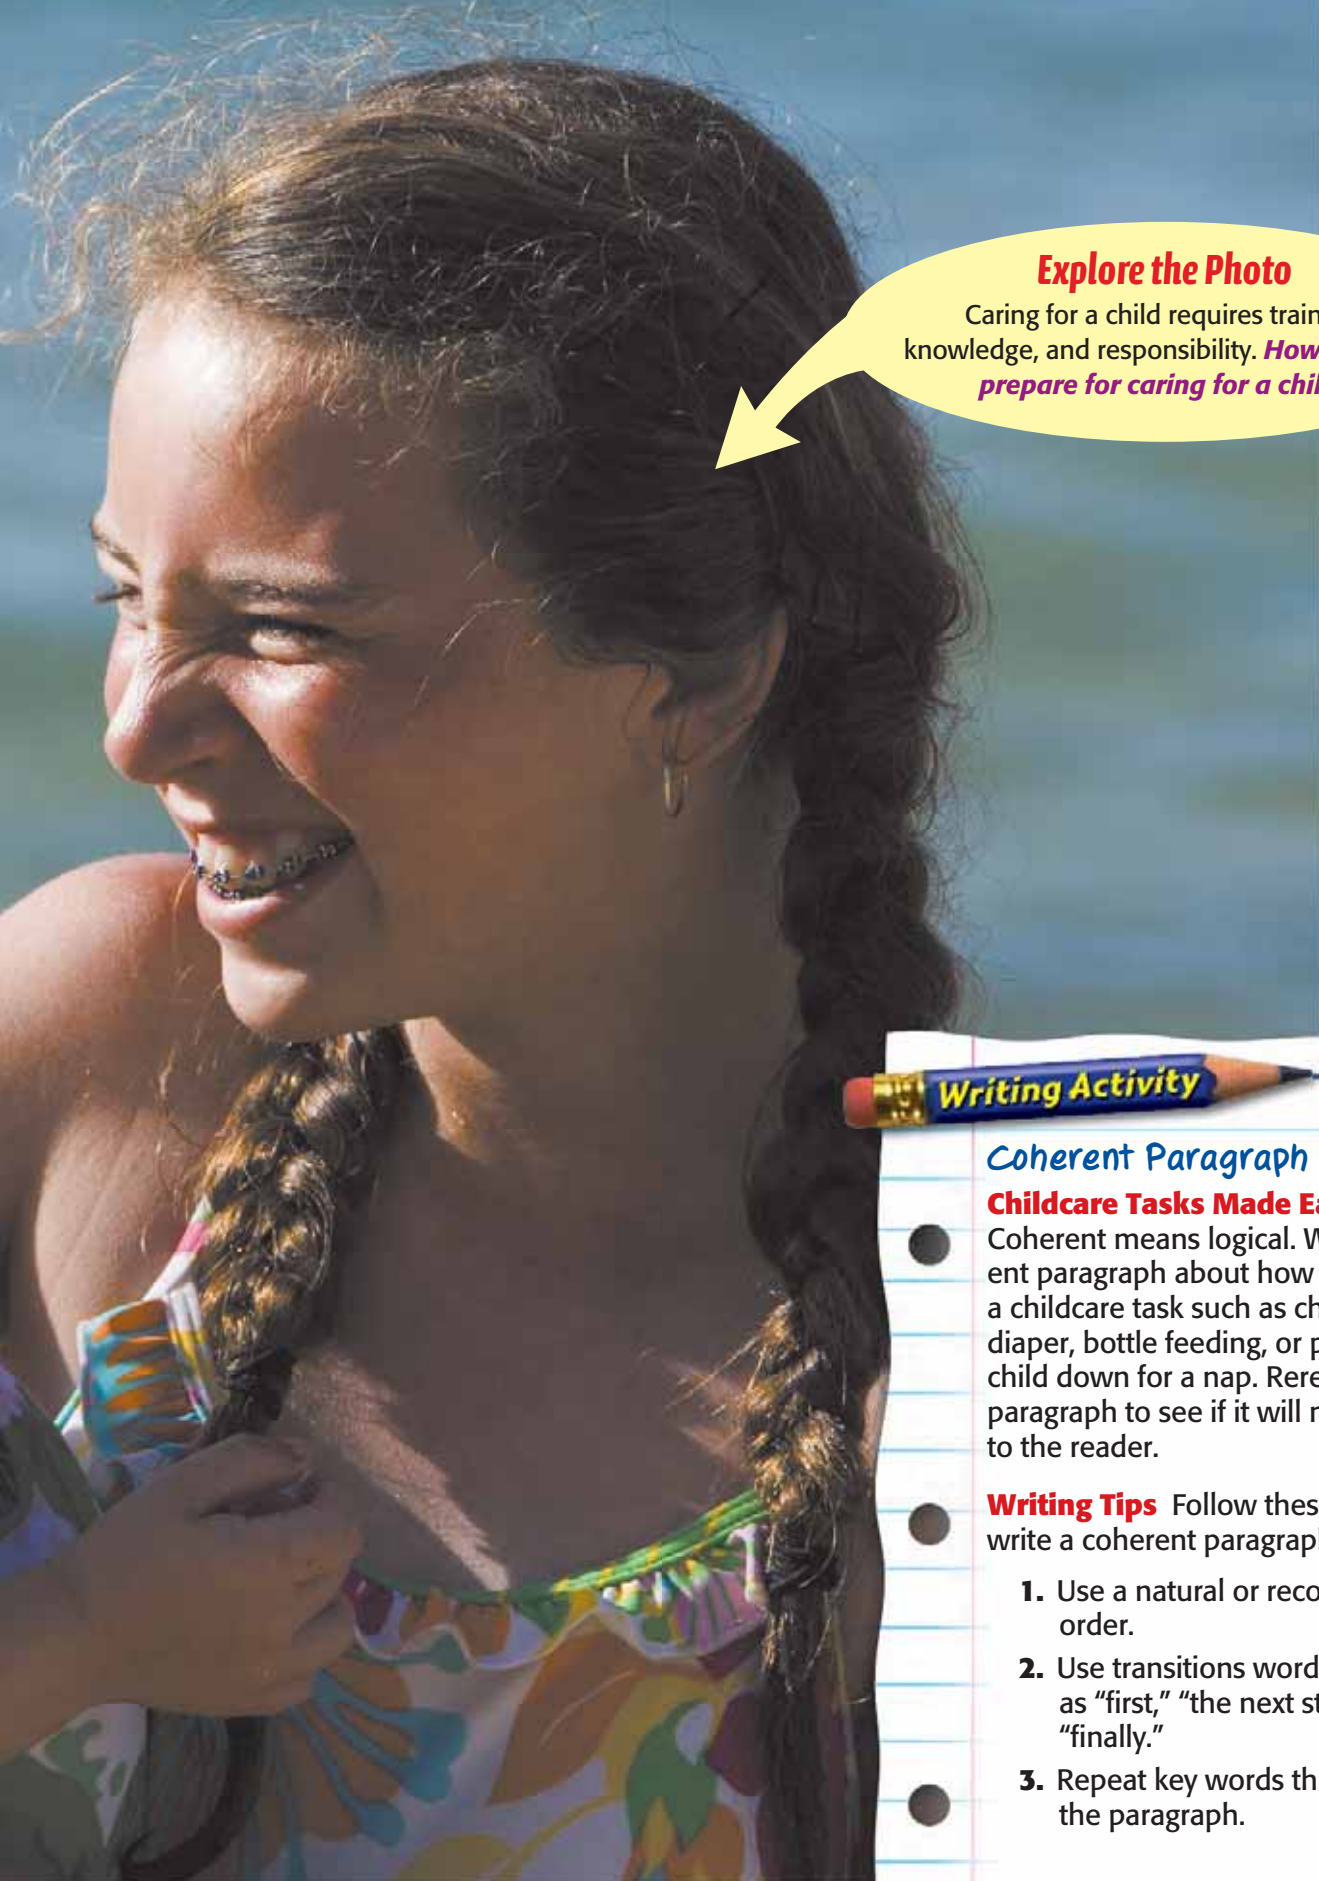 Explore the Photo
Caring for a child requires train
knowledge, and responsibility. How
prepare for caring for a chil
Writing Activity
Coherent Paragraph
Childcare Tasks Made Ea
Coherent means logical. W
ent paragraph about how
a childcare task such as ch
diaper, bottle feeding, or p
child down for a nap. Rere
paragraph to see if it will m
to the reader.
Writing Tips Follow thes
write a coherent paragraph
1. Use a natural or reco
order.
2. Use transitions word
as “first,” “the next st
“finally.”
3. Repeat key words th
the paragraph.